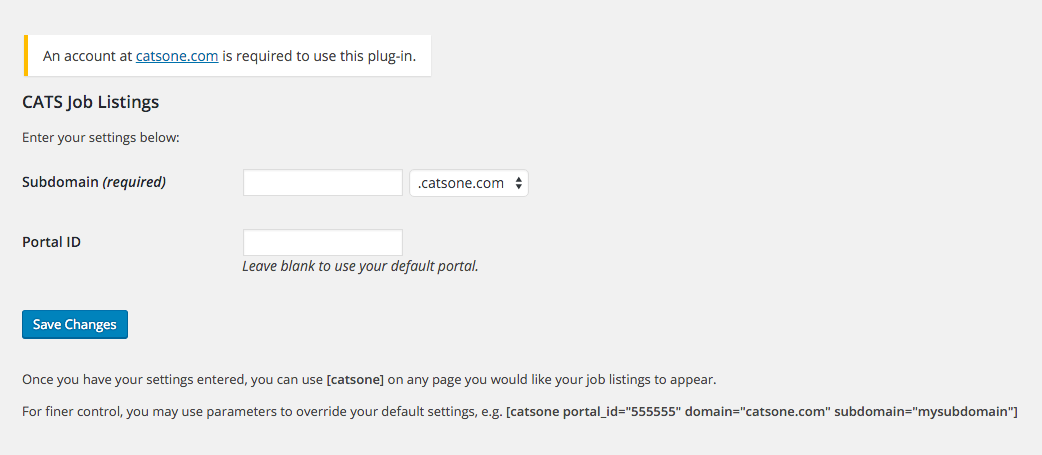 An account at catsone.com is required to use this plug-in.
CATS Job Listings
Enter your settings below:
Subdomain (required)
.catsone.com
Portal ID
Leave blank to use your default portal.
Save Changes
Once you have your settings entered, you can use [catsone] on any page you would like your job listings to appear.
For finer control, you may use parameters to override your default settings, e.g. [catsone portal_id="555555" domain="catsone.com" subdomain="mysubdomain"]